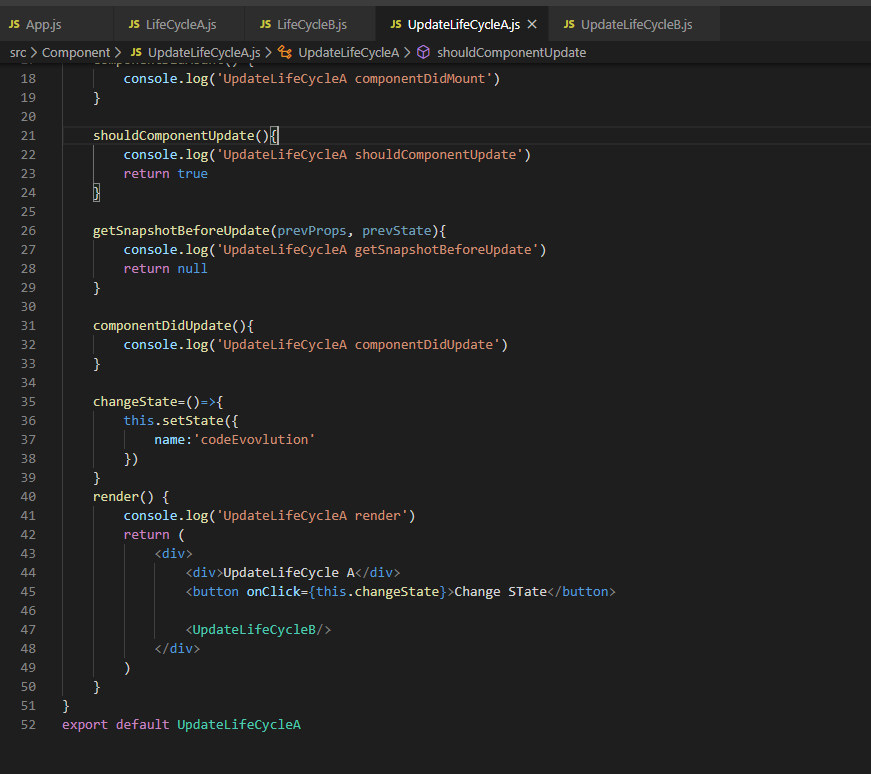 JS App.js JS LifeCycleA.js JS LifeCycleB.js JS UpdateLifeCycleA.js × JS UpdateLifeCycleB.js
src > Component > JS UpdateLifeCycleA.js > UpdateLifeCycleA > shouldComponentUpdate
18 console.log('UpdateLifeCycleA componentDidMount')
19 }
20
21 shouldComponentUpdate(){
22 console.log('UpdateLifeCycleA shouldComponentUpdate')
23 return true
24 }
25
26 getSnapshotBeforeUpdate(prevProps, prevState){
27 console.log('UpdateLifeCycleA getSnapshotBeforeUpdate')
28 return null
29 }
30
31 componentDidUpdate(){
32 console.log('UpdateLifeCycleA componentDidUpdate')
33 }
34
35 changeState=()=>{
36 this.setState({
37 name:'codeEvovlution'
38 })
39 }
40 render() {
41 console.log('UpdateLifeCycleA render')
42 return (
43 <div>
44 <div>UpdateLifeCycle A</div>
45 <button onClick={this.changeState}>Change STate</button>
46
47 <UpdateLifeCycleB/>
48 </div>
49 )
50 }
51 }
52 export default UpdateLifeCycleA